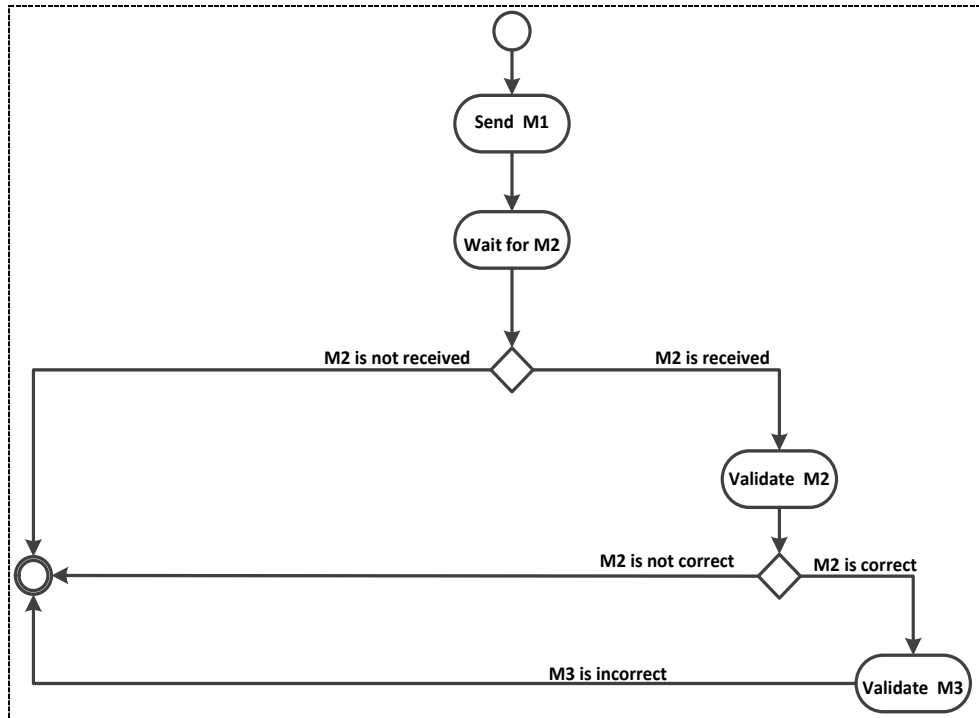 Send M1
Wait for M2
M2 is not received
M2 is received
Validate M2
M2 is not correct
M2 is correct
M3 is incorrect
Validate M3